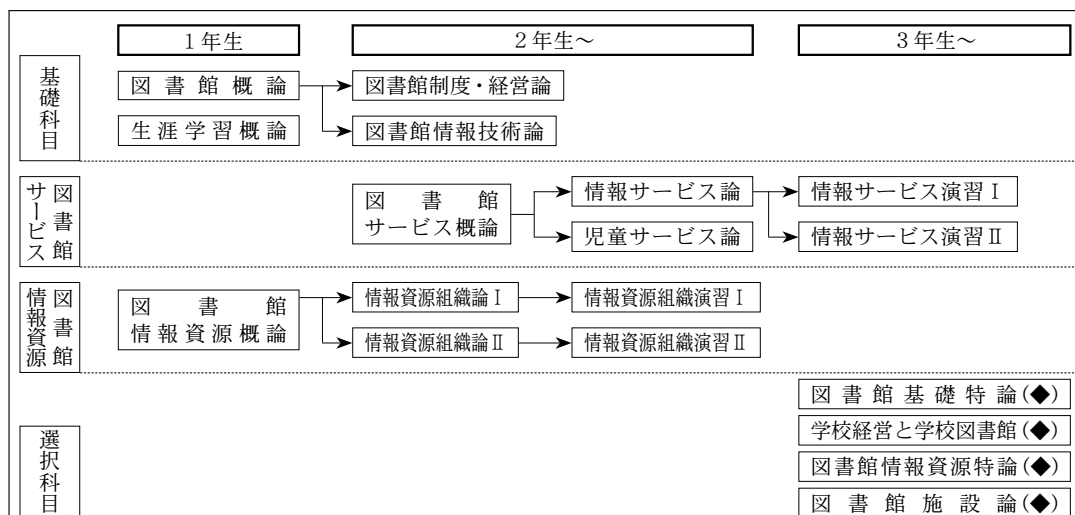 1年生
2年生～
3年生～
基礎科目
図書館概論
図書館制度・経営論
生涯学習概論
図書館情報技術論
図書館
サービス
図書館
サービス概論
情報サービス論
情報サービス演習Ⅰ
児童サービス論
情報サービス演習Ⅱ
図書館
情報資源
図書館
情報資源概論
情報資源組織論Ⅰ
情報資源組織演習Ⅰ
情報資源組織論Ⅱ
情報資源組織演習Ⅱ
選択科目
図書館基礎特論(◆)
学校経営と学校図書館(◆)
図書館情報資源特論(◆)
図書館施設論(◆)